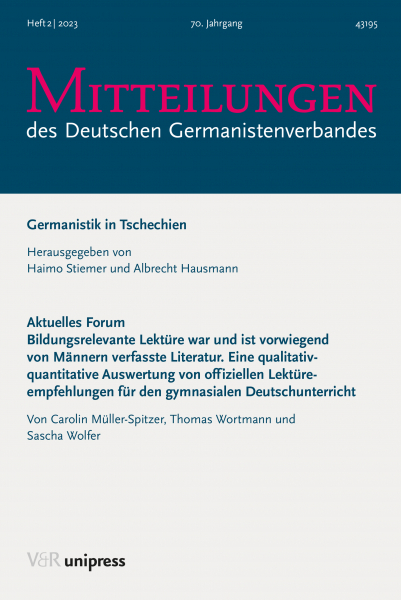 Heft 2 | 2023 70. Jahrgang 43195
Mitteilungen
des Deutschen Germanistenverbandes
Germanistik in Tschechien
Herausgegeben von
Haimo Stiemer und Albrecht Hausmann
Aktuelles Forum
Bildungsrelevante Lektüre war und ist vorwiegend
von Männern verfasste Literatur. Eine qualitativ-
quantitative Auswertung von offiziellen Lektüre-
empfehlungen für den gymnasialen Deutschunterricht
Von Carolin Müller-Spitzer, Thomas Wortmann und
Sascha Wolfer
V&R unipress